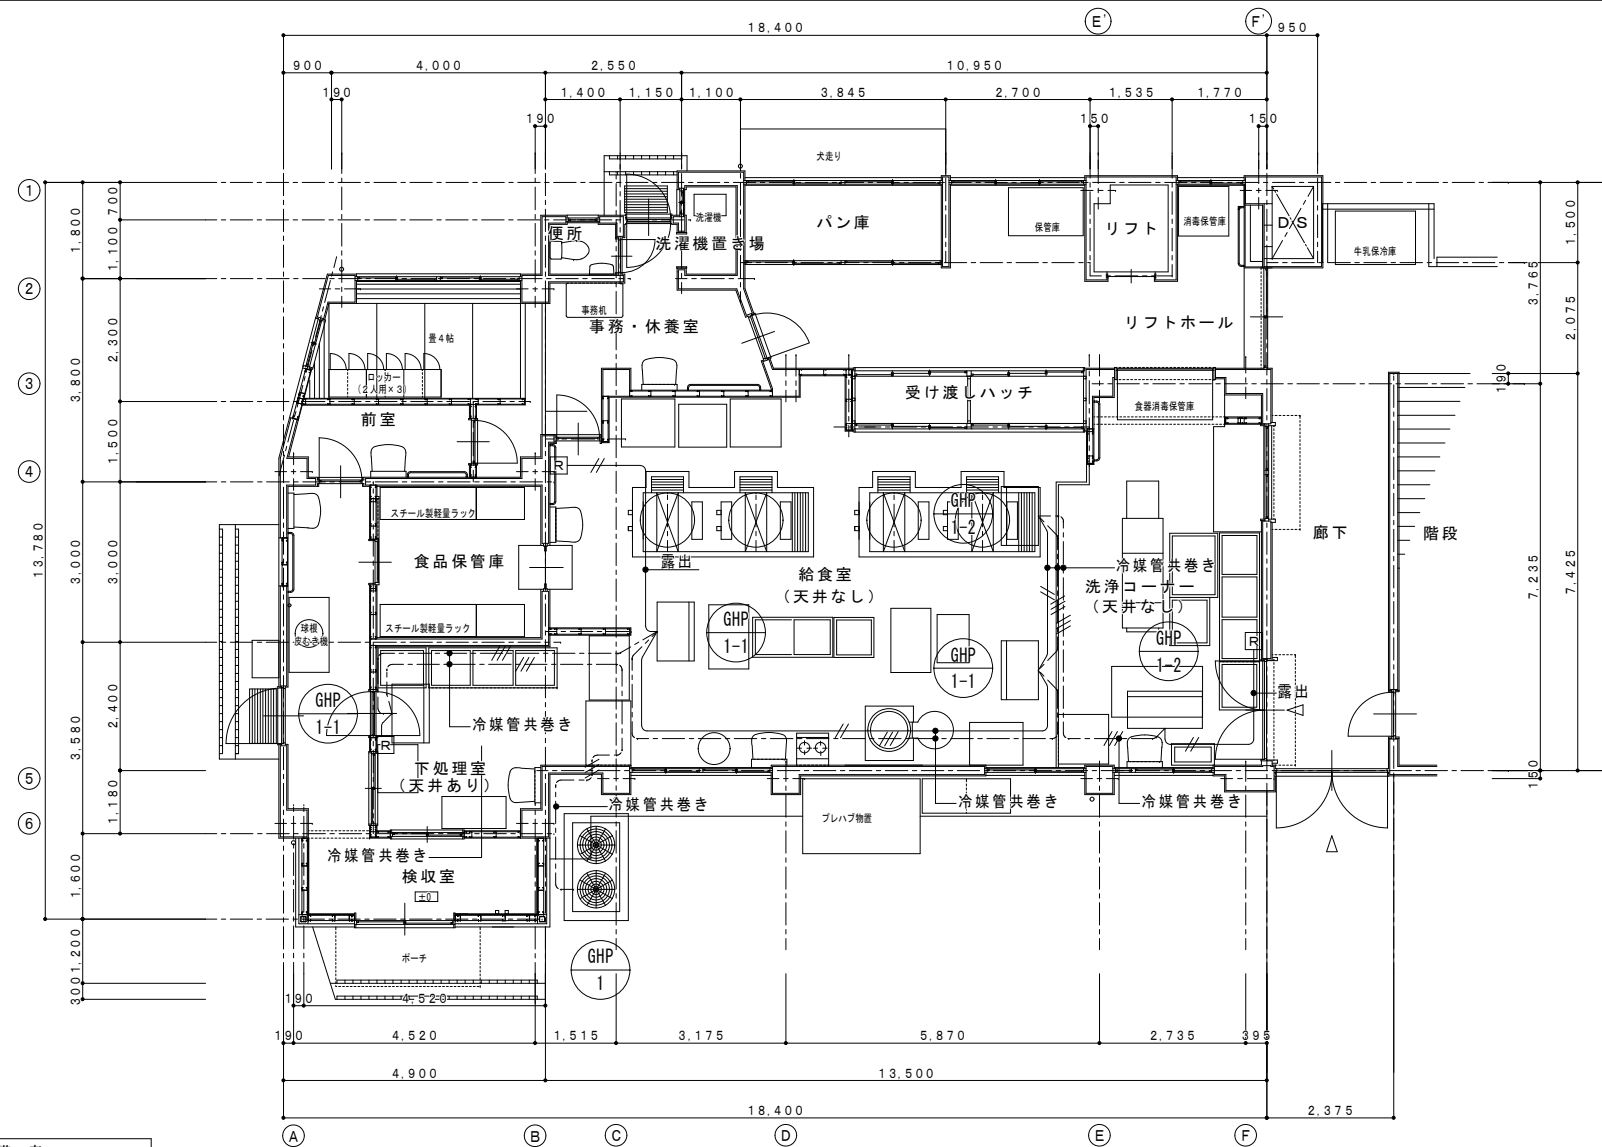 E' F'
18,400 950
900 4,000 2,550 10,950
190 1,400 1,150 1,100 3,845 2,700 1,535 1,770
190 150 150
犬走り
1
2
3
4
5
6
13,780
1,800
3,800
3,000
3,580
1,600
1,200
300
700
1,100
2,300
1,500
3,000
2,400
1,180
洗濯機
便所
洗濯機置き場
パン庫
保管庫
リフト
消毒保管庫
DS
牛乳保冷庫
事務机
事務・休養室
リフトホール
畳4帖
ロッカー
(2人用×3)
前室
受け渡しハッチ
食器消毒保管庫
R
スチール製軽量ラック
食品保管庫
スチール製軽量ラック
GHP
1-2
露出
給食室
(天井なし)
冷媒管共巻き
洗浄コーナー
(天井なし)
廊下
階段
球根
皮むき機
GHP
1-1
GHP
1-1
GHP
1-2
R
GHP
1-1
露出
冷媒管共巻き
R
下処理室
(天井あり)
冷媒管共巻き
冷媒管共巻き
冷媒管共巻き
プレハブ物置
冷媒管共巻き
検収室
±0
ポーチ
GHP
1
1,500
3,765
2,075
190
7,235
7,425
150
190 4,520
190 4,520 1,515 3,175 5,870 2,735 395
4,900 13,500
18,400 2,375
A B C D E F